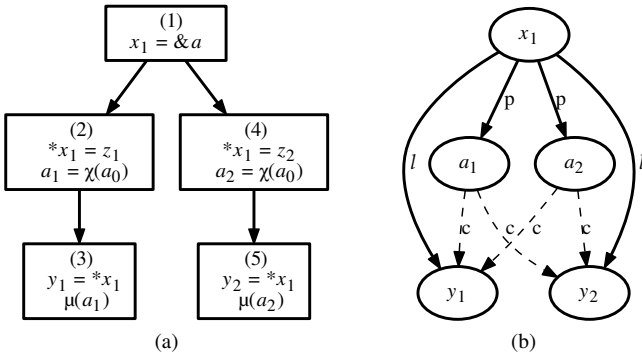 (1)
x₁ = &a
(2)
*x₁ = z₁
a₁ = χ(a₀)
(4)
*x₁ = z₂
a₂ = χ(a₀)
(3)
y₁ = *x₁
μ(a₁)
(5)
y₂ = *x₁
μ(a₂)
(a)
x₁
p p
l a₁ a₂ l
c c c c
y₁ y₂
(b)